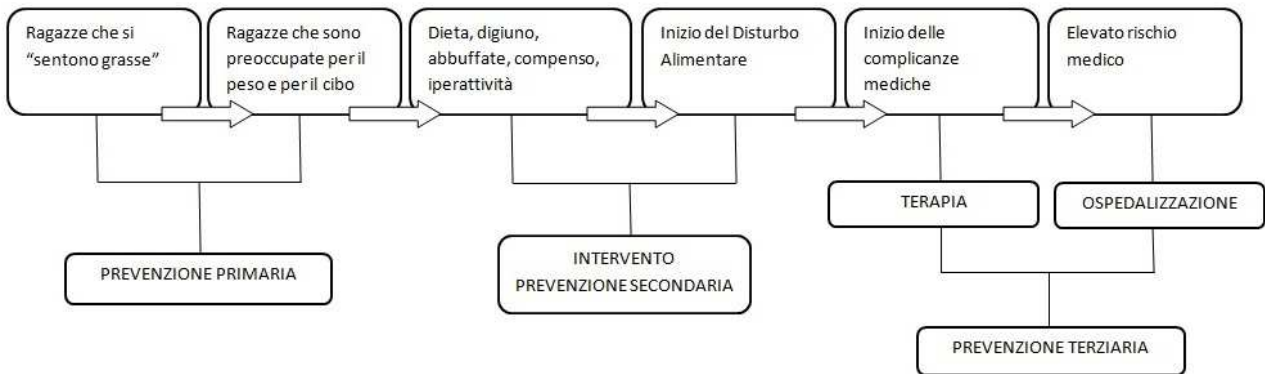 Ragazze che si
“sentono grasse”
Ragazze che sono
preoccupate per il
peso e per il cibo
Dieta, digiuno,
abbuffate, compenso,
iperattività
Inizio del Disturbo
Alimentare
Inizio delle
complicanze
mediche
Elevato rischio
medico
TERAPIA
OSPEDALIZZAZIONE
PREVENZIONE PRIMARIA
INTERVENTO
PREVENZIONE SECONDARIA
PREVENZIONE TERZIARIA